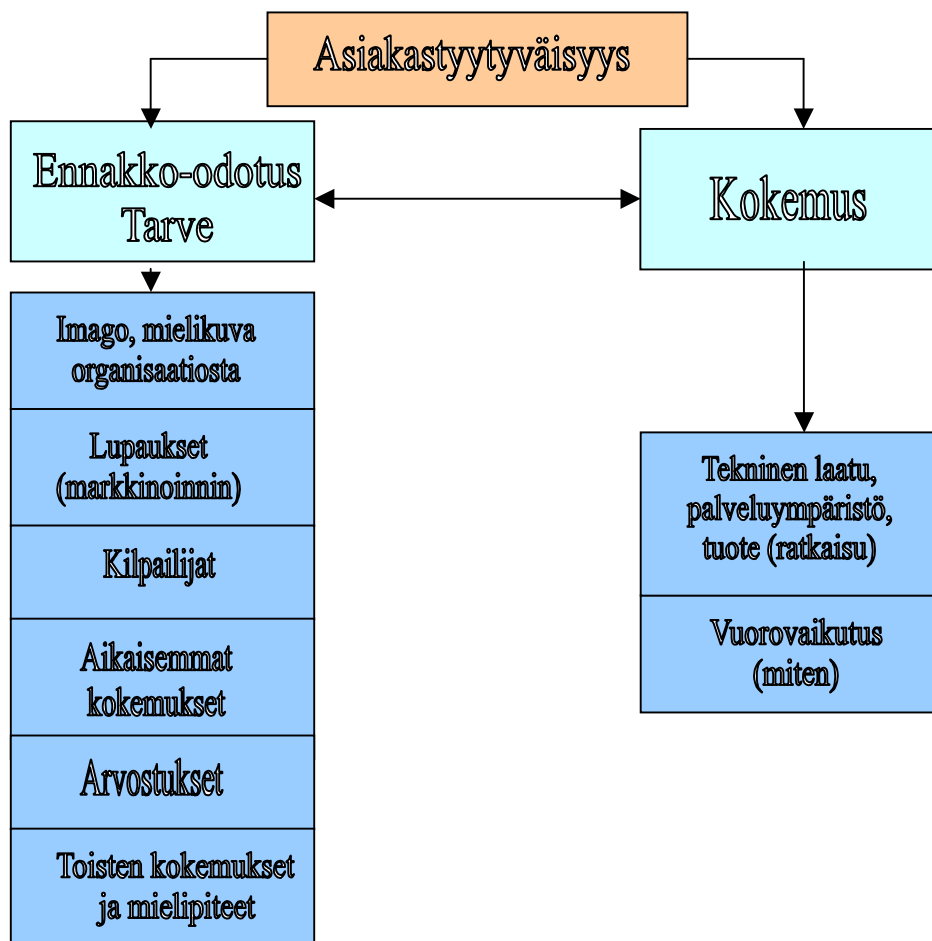 Asiakastyytyväisyys
Ennakko-odotus
Tarve
Kokemus
Imago, mielikuva
organisaatiosta
Lupaukset
(markkinoinnin)
Kilpailijat
Aikaisemmat
kokemukset
Arvostukset
Toisten kokemukset
ja mielipiteet
Tekninen laatu,
palveluympäristö,
tuote (ratkaisu)
Vuorovaikutus
(miten)